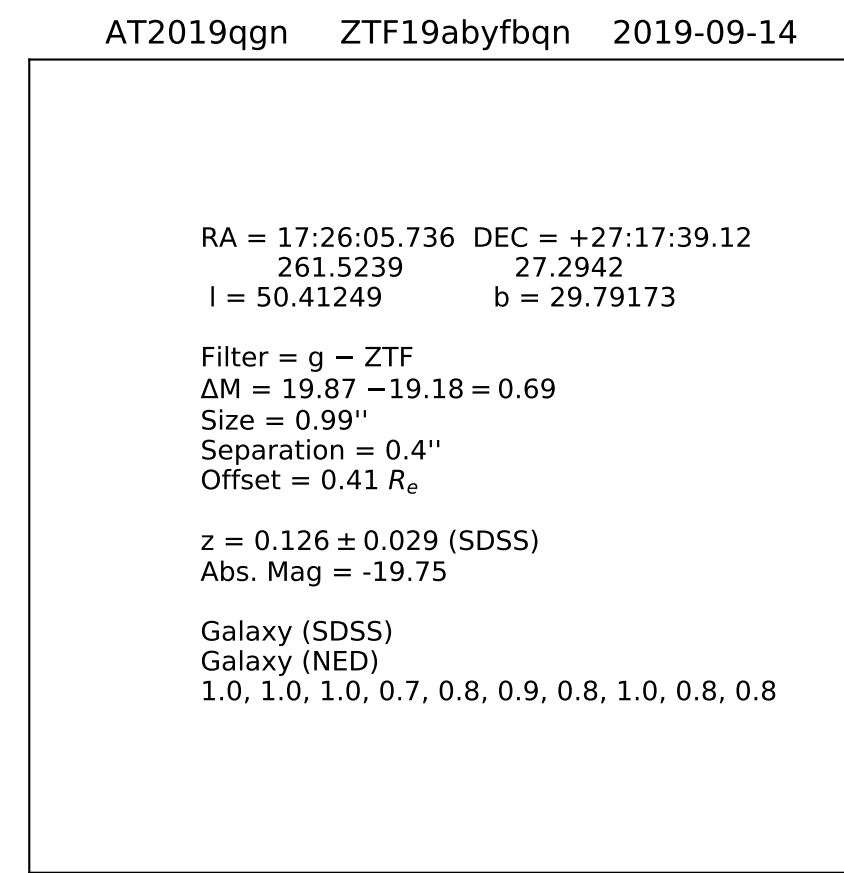 AT2019qgn ZTF19abyfbqn 2019-09-14
RA = 17:26:05.736 DEC = +27:17:39.12
261.5239 27.2942
l = 50.41249 b = 29.79173
Filter = g − ZTF
ΔM = 19.87 −19.18 = 0.69
Size = 0.99''
Separation = 0.4''
Offset = 0.41 Re
z = 0.126 ± 0.029 (SDSS)
Abs. Mag = -19.75
Galaxy (SDSS)
Galaxy (NED)
1.0, 1.0, 1.0, 0.7, 0.8, 0.9, 0.8, 1.0, 0.8, 0.8